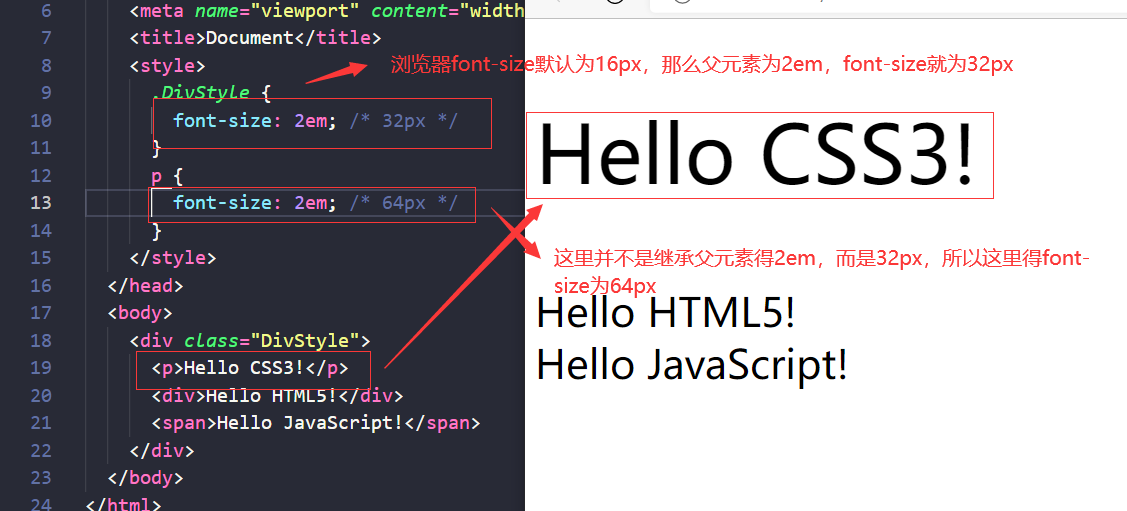 6 <meta name="viewport" content="width
7 <title>Document</title>
8 <style>
浏览器font-size默认为16px，那么父元素为2em，font-size就为32px
9 .DivStyle {
10 font-size: 2em; /* 32px */
11 }
12 p {
13 font-size: 2em; /* 64px */
14 }
15 </style>
16 </head>
17 <body>
18 <div class="DivStyle">
19 <p>Hello CSS3!</p>
20 <div>Hello HTML5!</div>
21 <span>Hello JavaScript!</span>
22 </div>
23 </body>
24 </html>
Hello CSS3!
这里并不是继承父元素得2em，而是32px，所以这里得font-
size为64px
Hello HTML5!
Hello JavaScript!